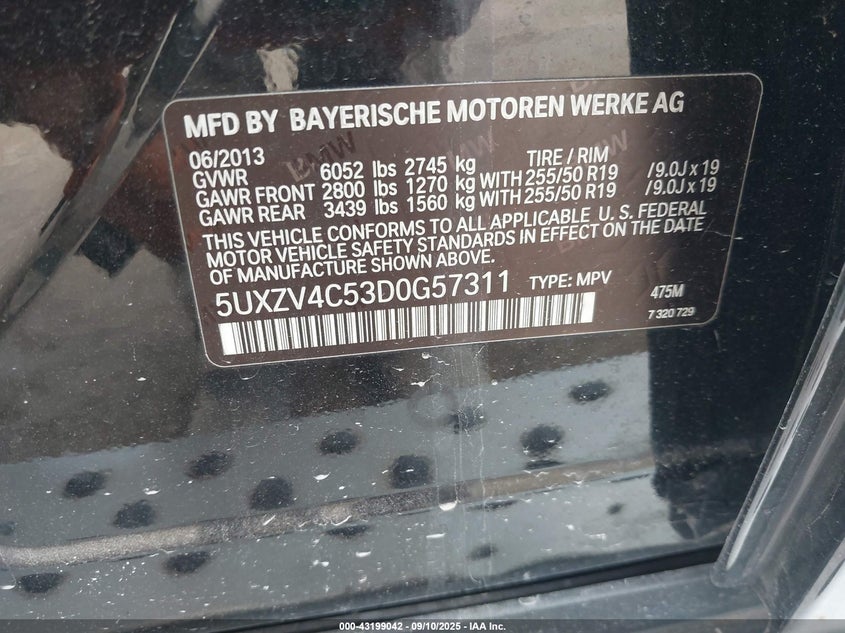 MFD BY BAYERISCHE MOTOREN WERKE AG
06/2013 TIRE / RIM
GVWR 6052 lbs 2745 kg
GAWR FRONT 2800 lbs 1270 kg WITH 255/50 R19 /9.0J x 19
GAWR REAR 3439 lbs 1560 kg WITH 255/50 R19 /9.0J x 19
THIS VEHICLE CONFORMS TO ALL APPLICABLE U. S. FEDERAL
MOTOR VEHICLE SAFETY STANDARDS IN EFFECT ON THE DATE
OF MANUFACTURE SHOWN ABOVE.
5UXZV4C53D0G57311 TYPE: MPV 475M
7 320 729
000-43199042 - 09/10/2025 - IAA Inc.